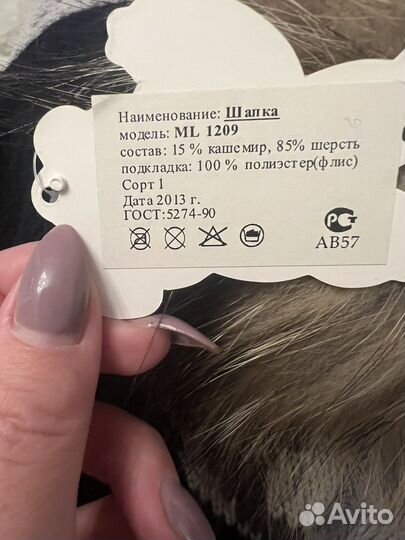 Наименование: Шапка
модель: ML 1209
состав: 15 % кашемир, 85% шерсть
подкладка: 100 % полиэстер(флис)
Сорт 1
Дата 2013 г.
ГОСТ:5274-90
РСТ
АВ57
Avito